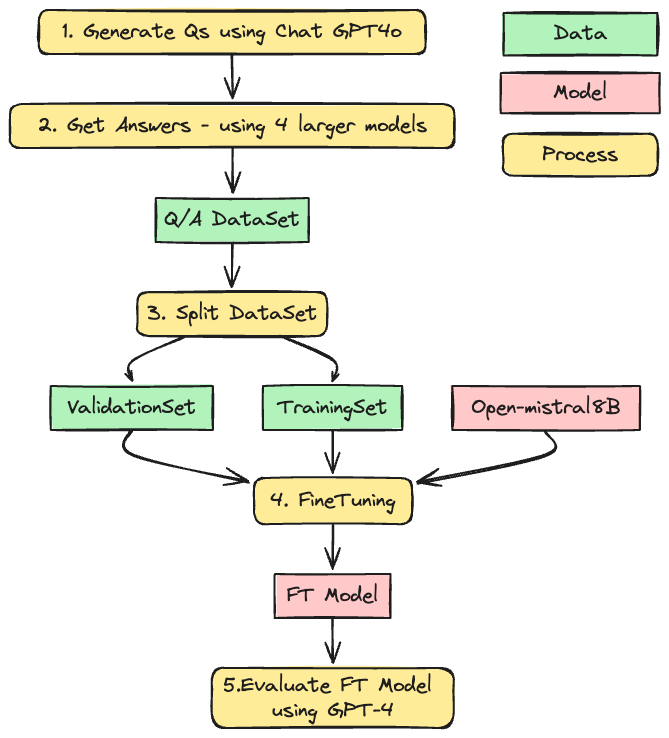 1. Generate Qs using Chat GPT4o
Data
Model
2. Get Answers - using 4 larger models
Process
Q/A DataSet
3. Split DataSet
ValidationSet
TrainingSet
Open-mistral8B
4. FineTuning
FT Model
5.Evaluate FT Model
using GPT-4